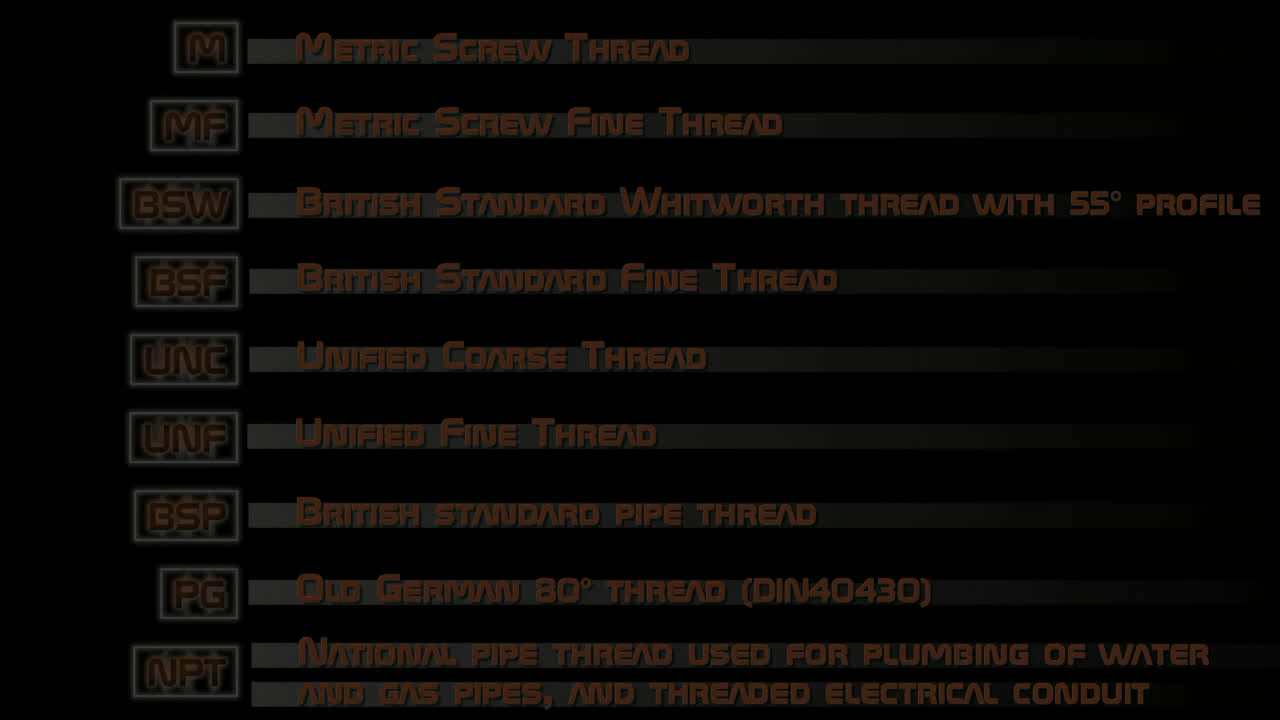 M Metric Screw Thread
MF Metric Screw Fine Thread
BSW British Standard Whitworth thread with 55° profile
BSF British Standard Fine Thread
UNC Unified Coarse Thread
UNF Unified Fine Thread
BSP British standard pipe thread
PG Old German 80° thread (DIN40430)
NPT National pipe thread used for plumbing of water
and gas pipes, and threaded electrical conduit